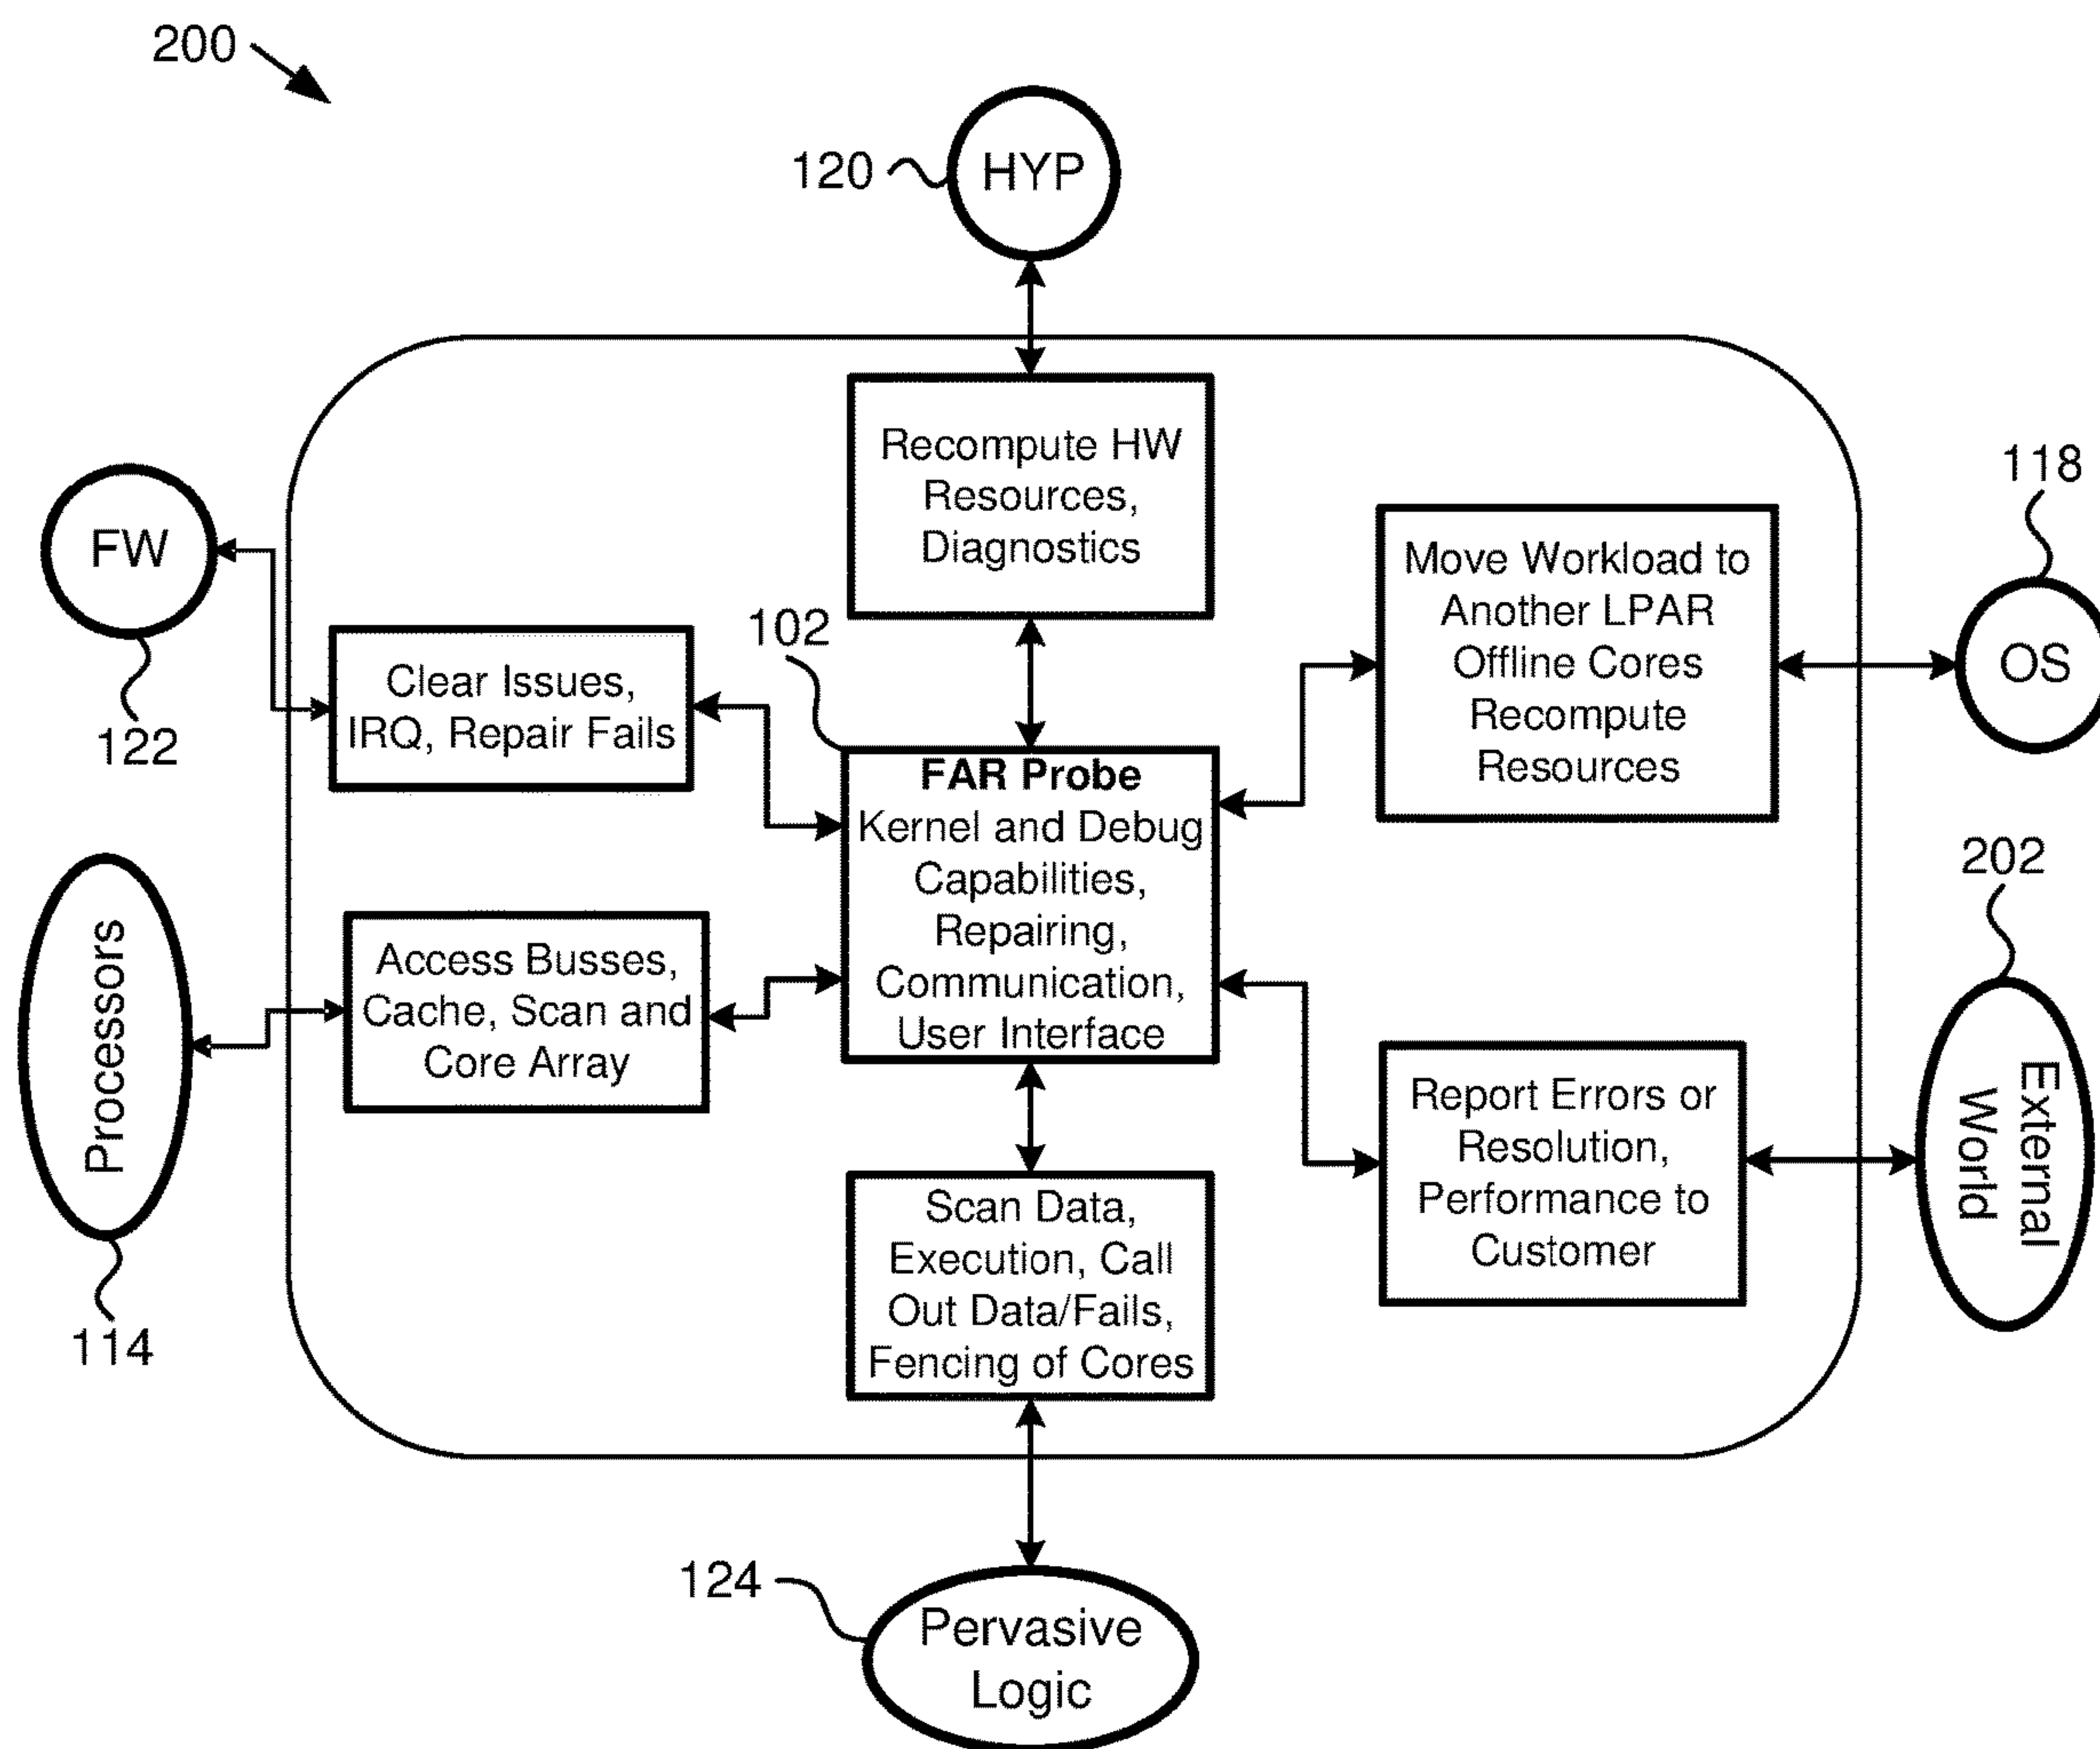 200
120
HYP
Recompute HW
Resources,
Diagnostics
118
FW
Move Workload to
Another LPAR
Offline Cores
Recompute
Resources
OS
122
Clear Issues,
IRQ, Repair Fails
102
FAR Probe
Kernel and Debug
Capabilities,
Repairing,
Communication,
User Interface
202
Processors
Access Busses,
Cache, Scan and
Core Array
External
World
Report Errors or
Resolution,
Performance to
Customer
114
Scan Data,
Execution, Call
Out Data/Fails,
Fencing of Cores
124
Pervasive
Logic